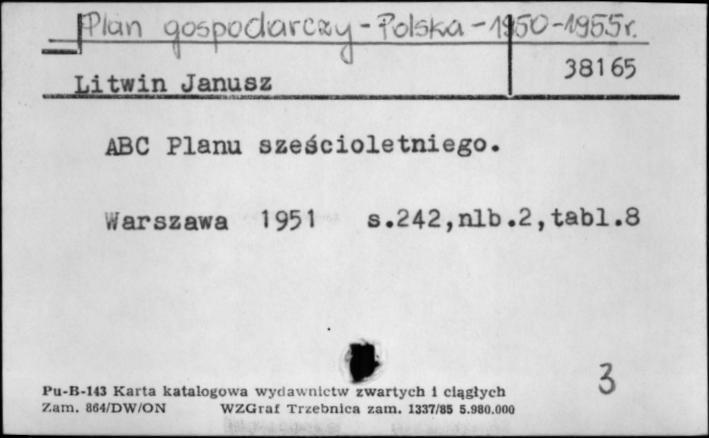 Plan gospodarczy - Polska - 1950-1955r.
38165
Litwin Janusz
ABC Planu sześcioletniego.
Warszawa 1951 s.242,nlb.2,tabl.8
3
Pu-B-143 Karta katalogowa wydawnictw zwartych i ciągłych
Zam. 864/DW/ON WZGraf Trzebnica zam. 1337/85 5.980.000